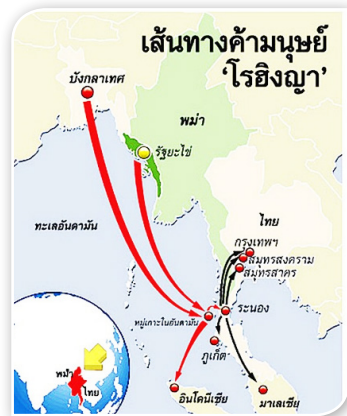 เส้นทางค้ามนุษย์
‘โรฮิงญา’
บังกลาเทศ
พม่า
รัฐยะไข่
ทะเลอันดามัน
ไทย
กรุงเทพฯ
สมุทรสงคราม
สมุทรสาคร
หมู่เกาะในอันดามัน
ระนอง
ภูเก็ต
พม่า
ไทย
อินโดนีเซีย
มาเลเซีย